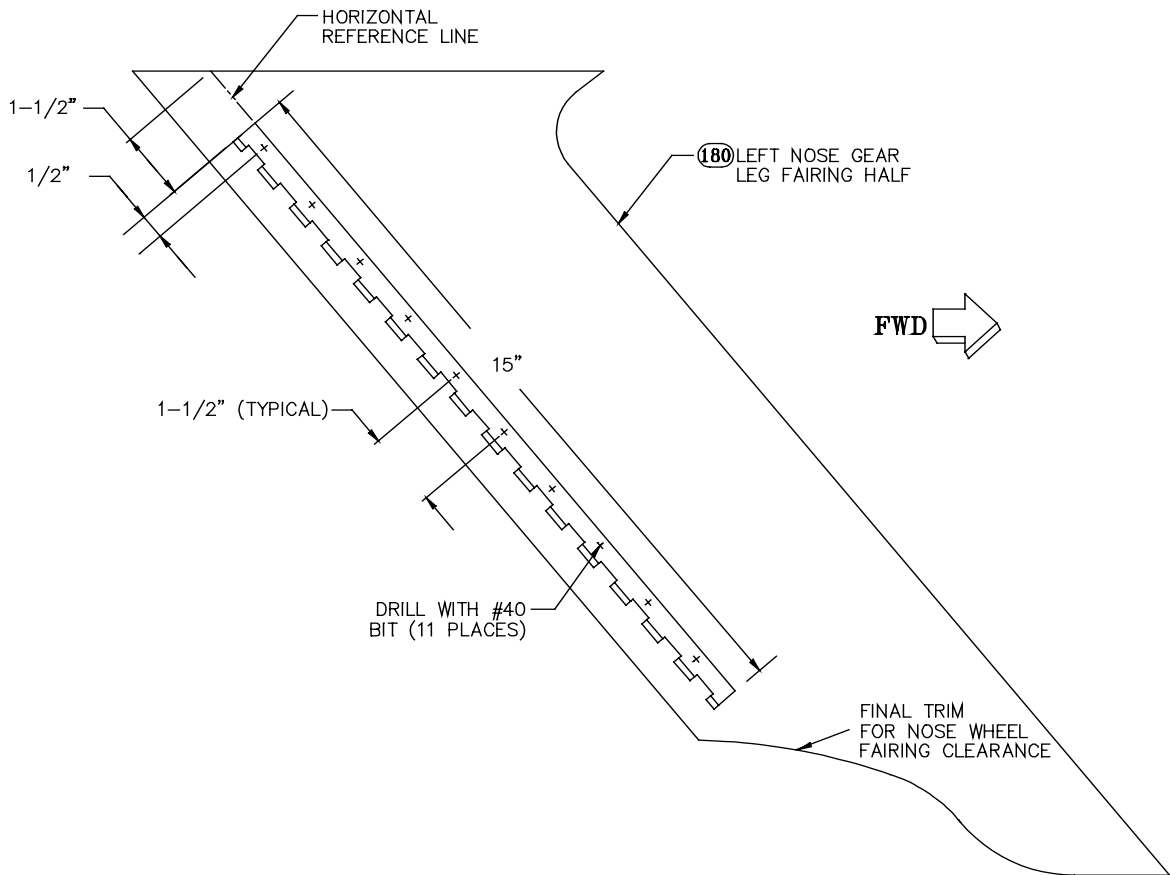 HORIZONTAL
REFERENCE LINE
1-1/2"
1/2"
180 LEFT NOSE GEAR
LEG FAIRING HALF
FWD
15"
1-1/2" (TYPICAL)
DRILL WITH #40
BIT (11 PLACES)
FINAL TRIM
FOR NOSE WHEEL
FAIRING CLEARANCE